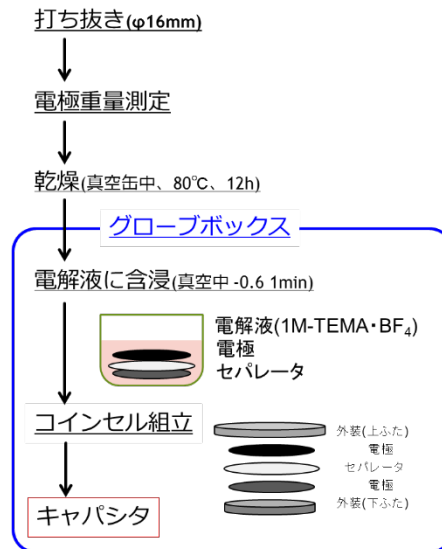 打ち抜き(φ16mm)
電極重量測定
乾燥(真空缶中、80℃、12h)
グローブボックス
電解液に含浸(真空中 -0.6 1min)
電解液(1M-TEMA・BF₄)
電極
セパレータ
コインセル組立
外装(上ふた)
電極
セパレータ
電極
外装(下ふた)
キャパシタ